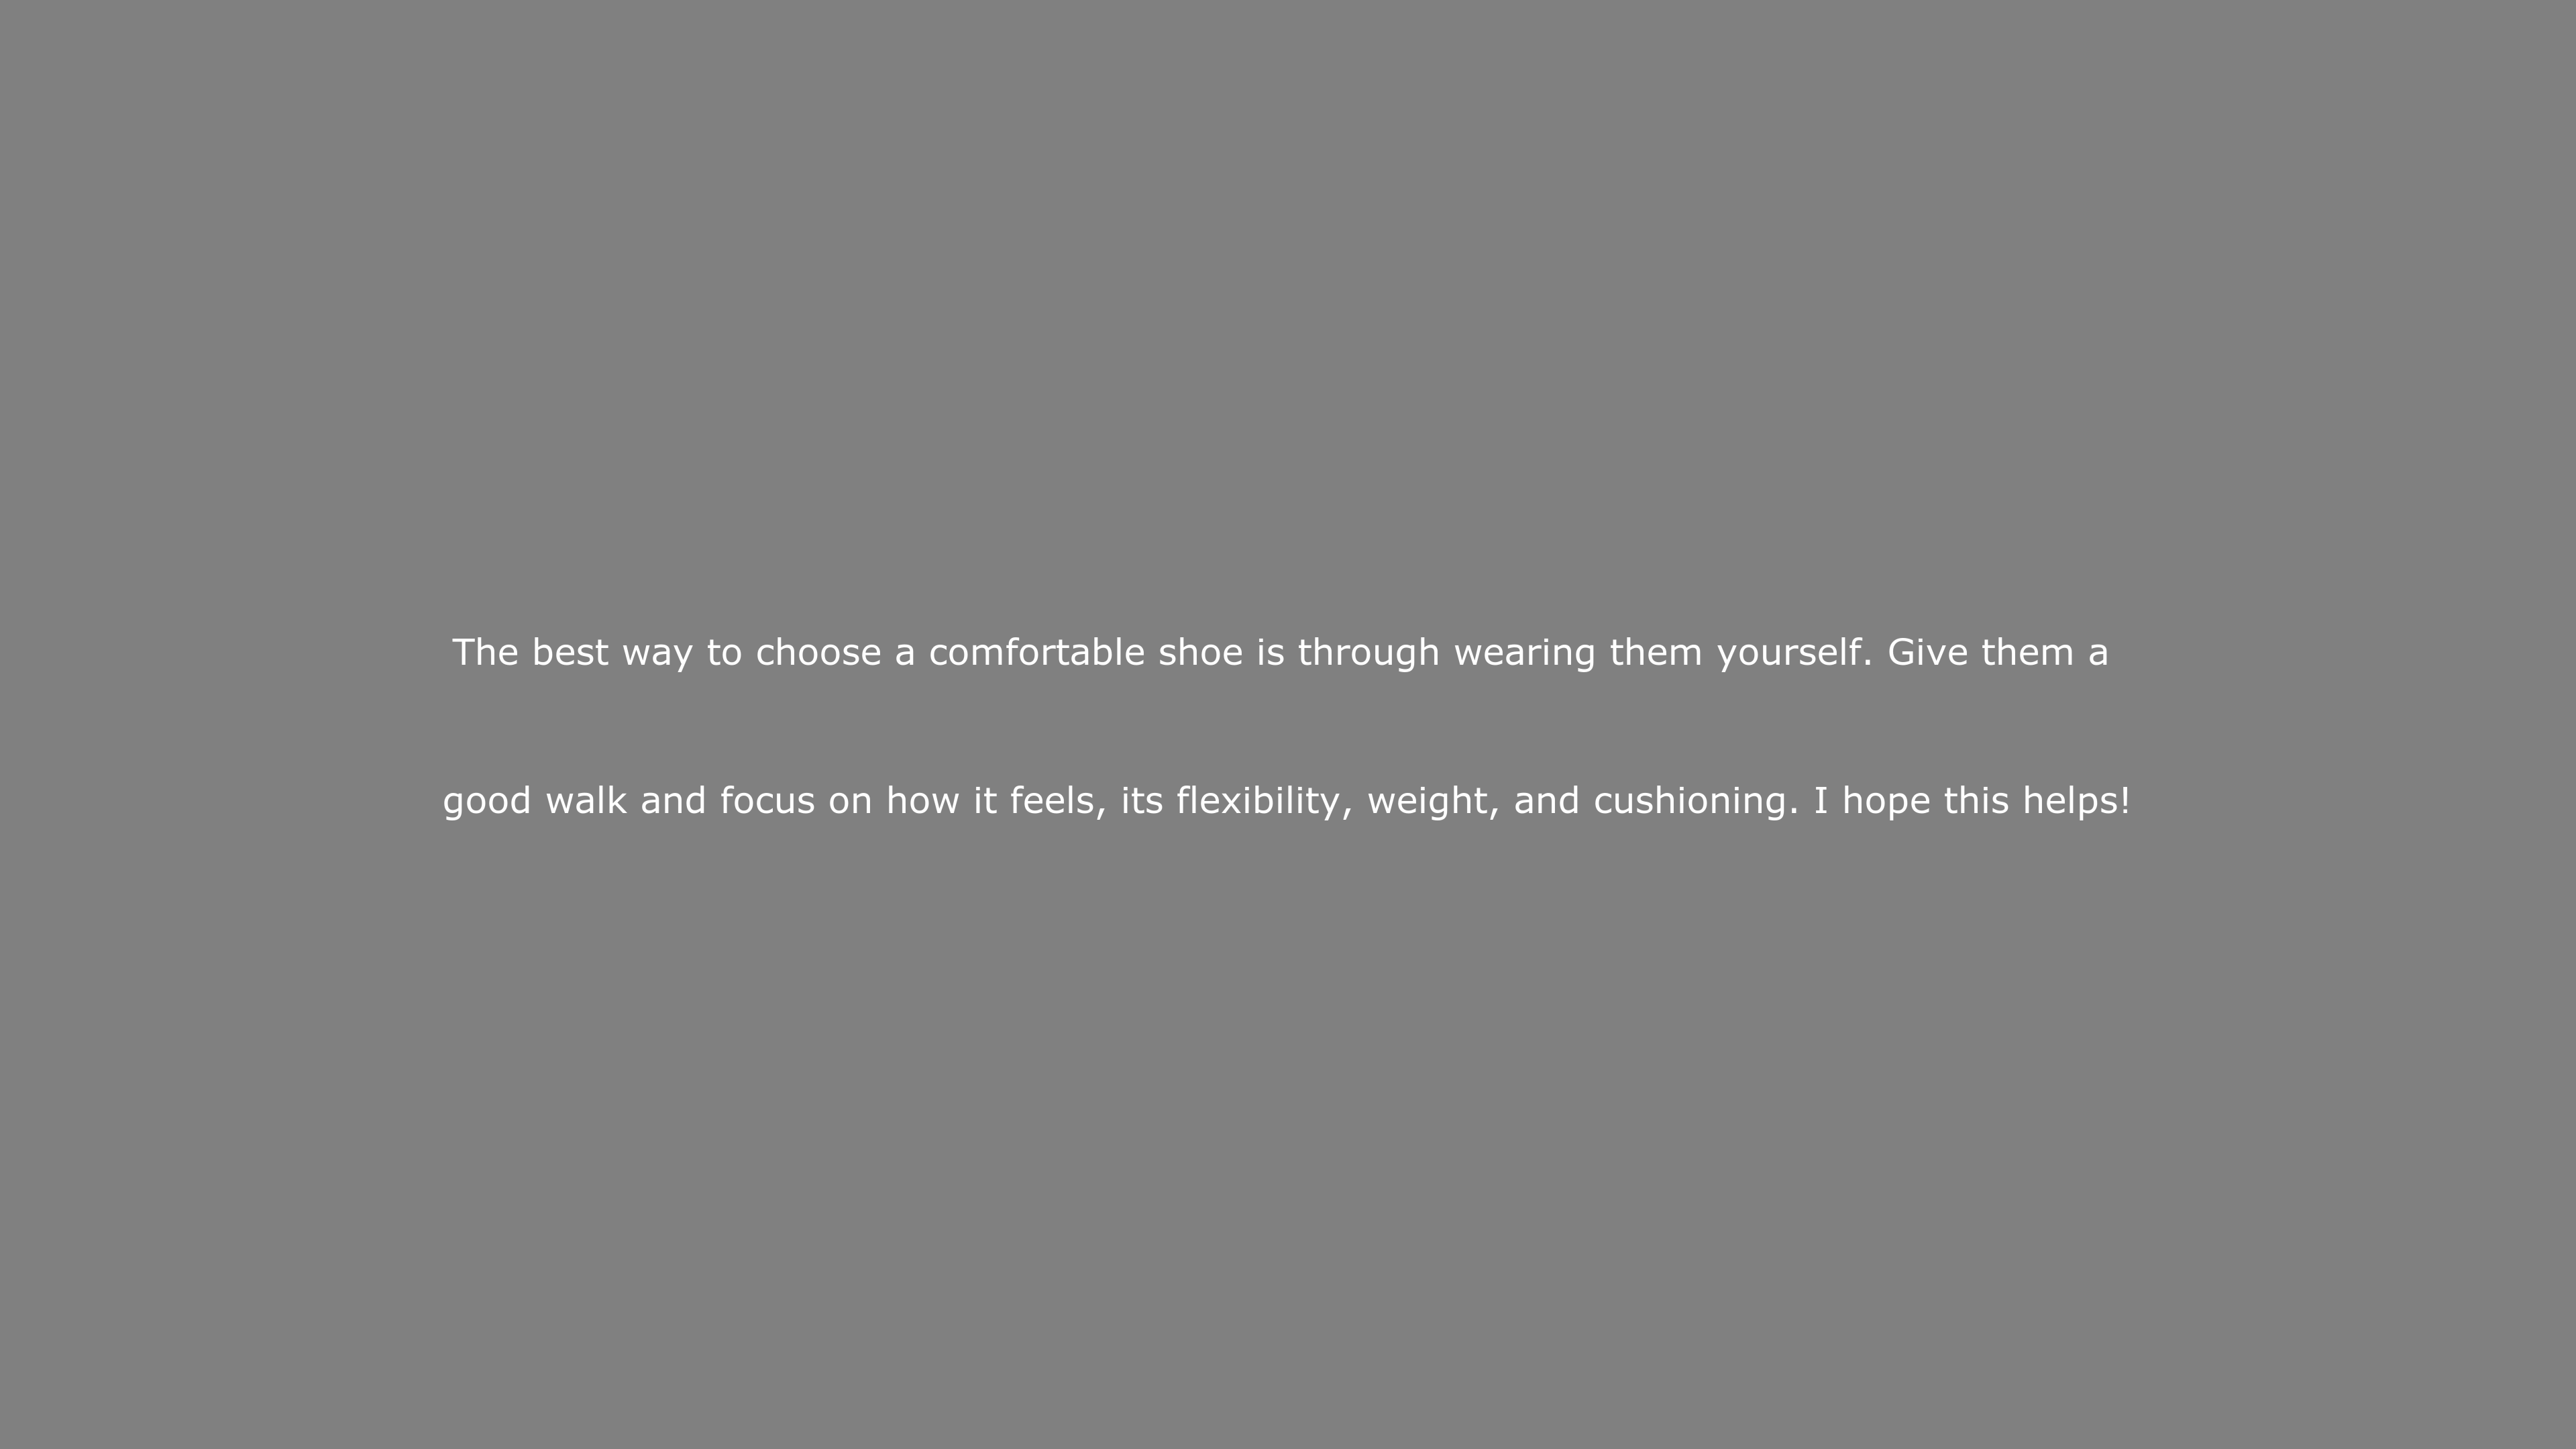 The best way to choose a comfortable shoe is through wearing them yourself. Give them a
good walk and focus on how it feels, its flexibility, weight, and cushioning. I hope this helps!